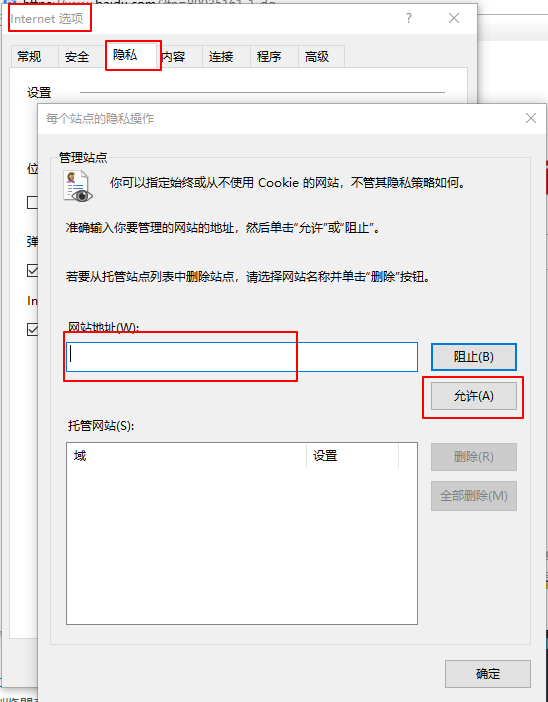 Internet 选项
?
常规 安全 隐私 内容 连接 程序 高级
设置
每个站点的隐私操作
管理站点
你可以指定始终或从不使用 Cookie 的网站，不管其隐私策略如何。
准确输入你要管理的网站的地址，然后单击“允许”或“阻止”。
若要从托管站点列表中删除站点，请选择网站名称并单击“删除”按钮。
网站地址(W):
阻止(B)
允许(A)
托管网站(S):
域 设置
删除(R)
全部删除(M)
确定